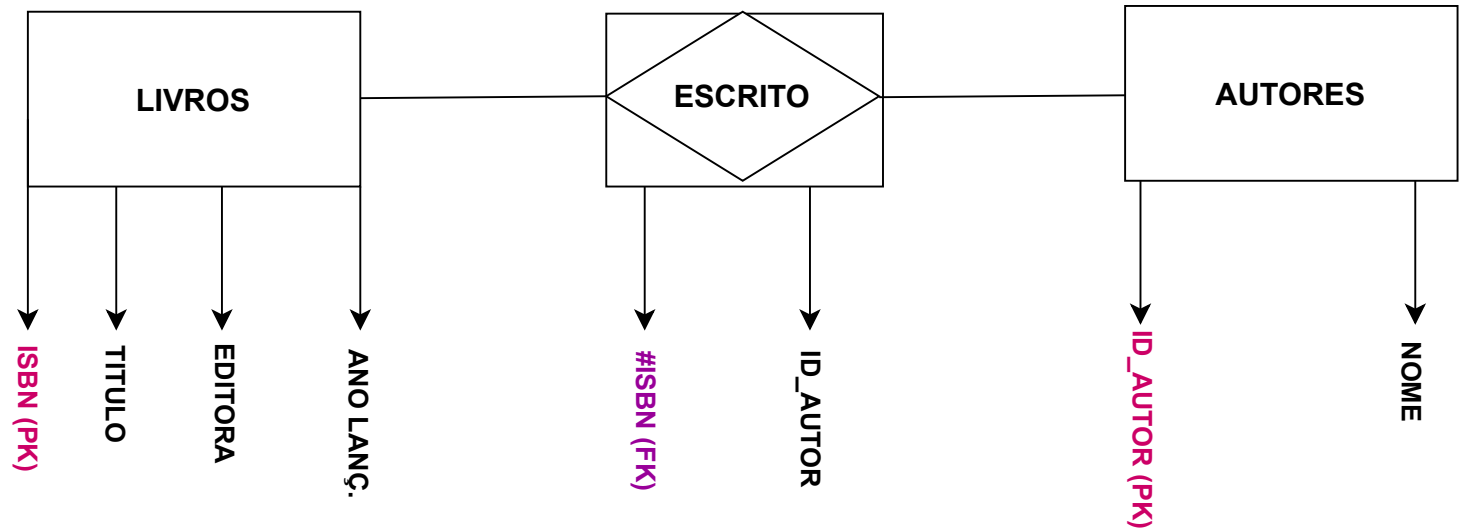 LIVROS
ESCRITO
AUTORES
ISBN (PK)
TITULO
EDITORA
ANO LANÇ.
#ISBN (FK)
ID_AUTOR
ID_AUTOR (PK)
NOME